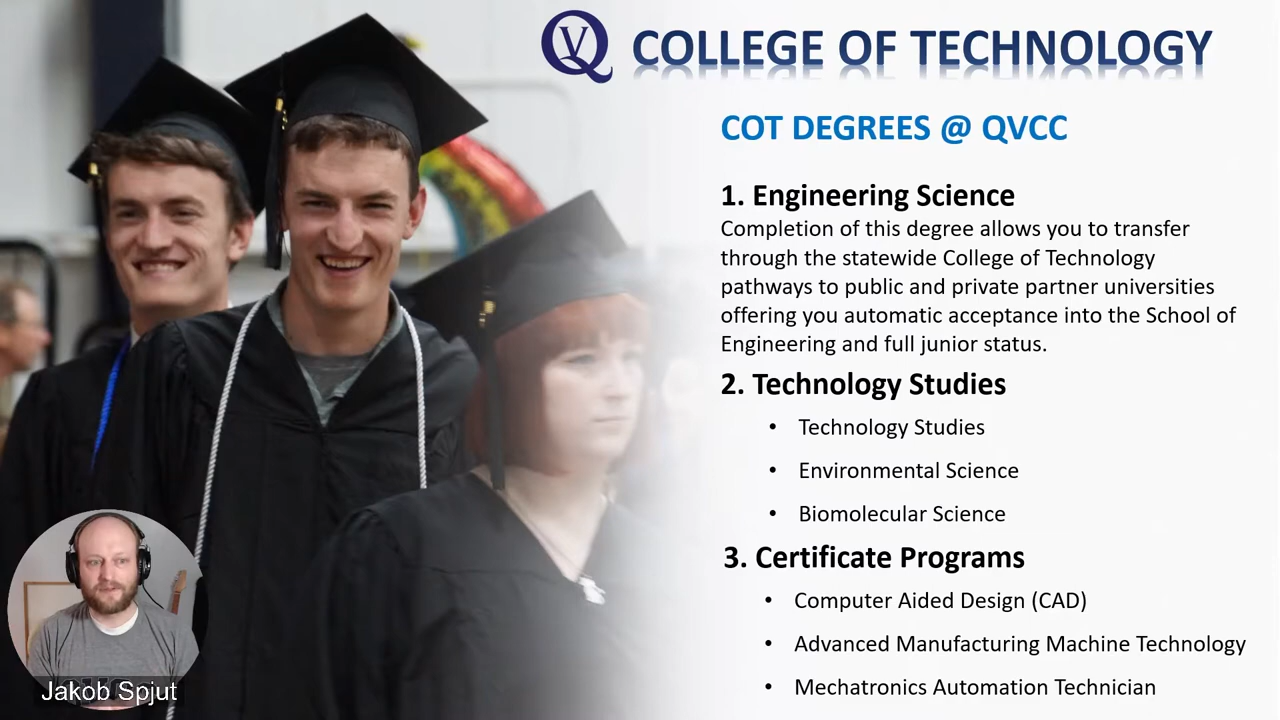 QV COLLEGE OF TECHNOLOGY
COT DEGREES @ QVCC
1. Engineering Science
Completion of this degree allows you to transfer
through the statewide College of Technology
pathways to public and private partner universities
offering you automatic acceptance into the School of
Engineering and full junior status.
2. Technology Studies
• Technology Studies
• Environmental Science
• Biomolecular Science
3. Certificate Programs
• Computer Aided Design (CAD)
• Advanced Manufacturing Machine Technology
• Mechatronics Automation Technician
Jakob Spjut